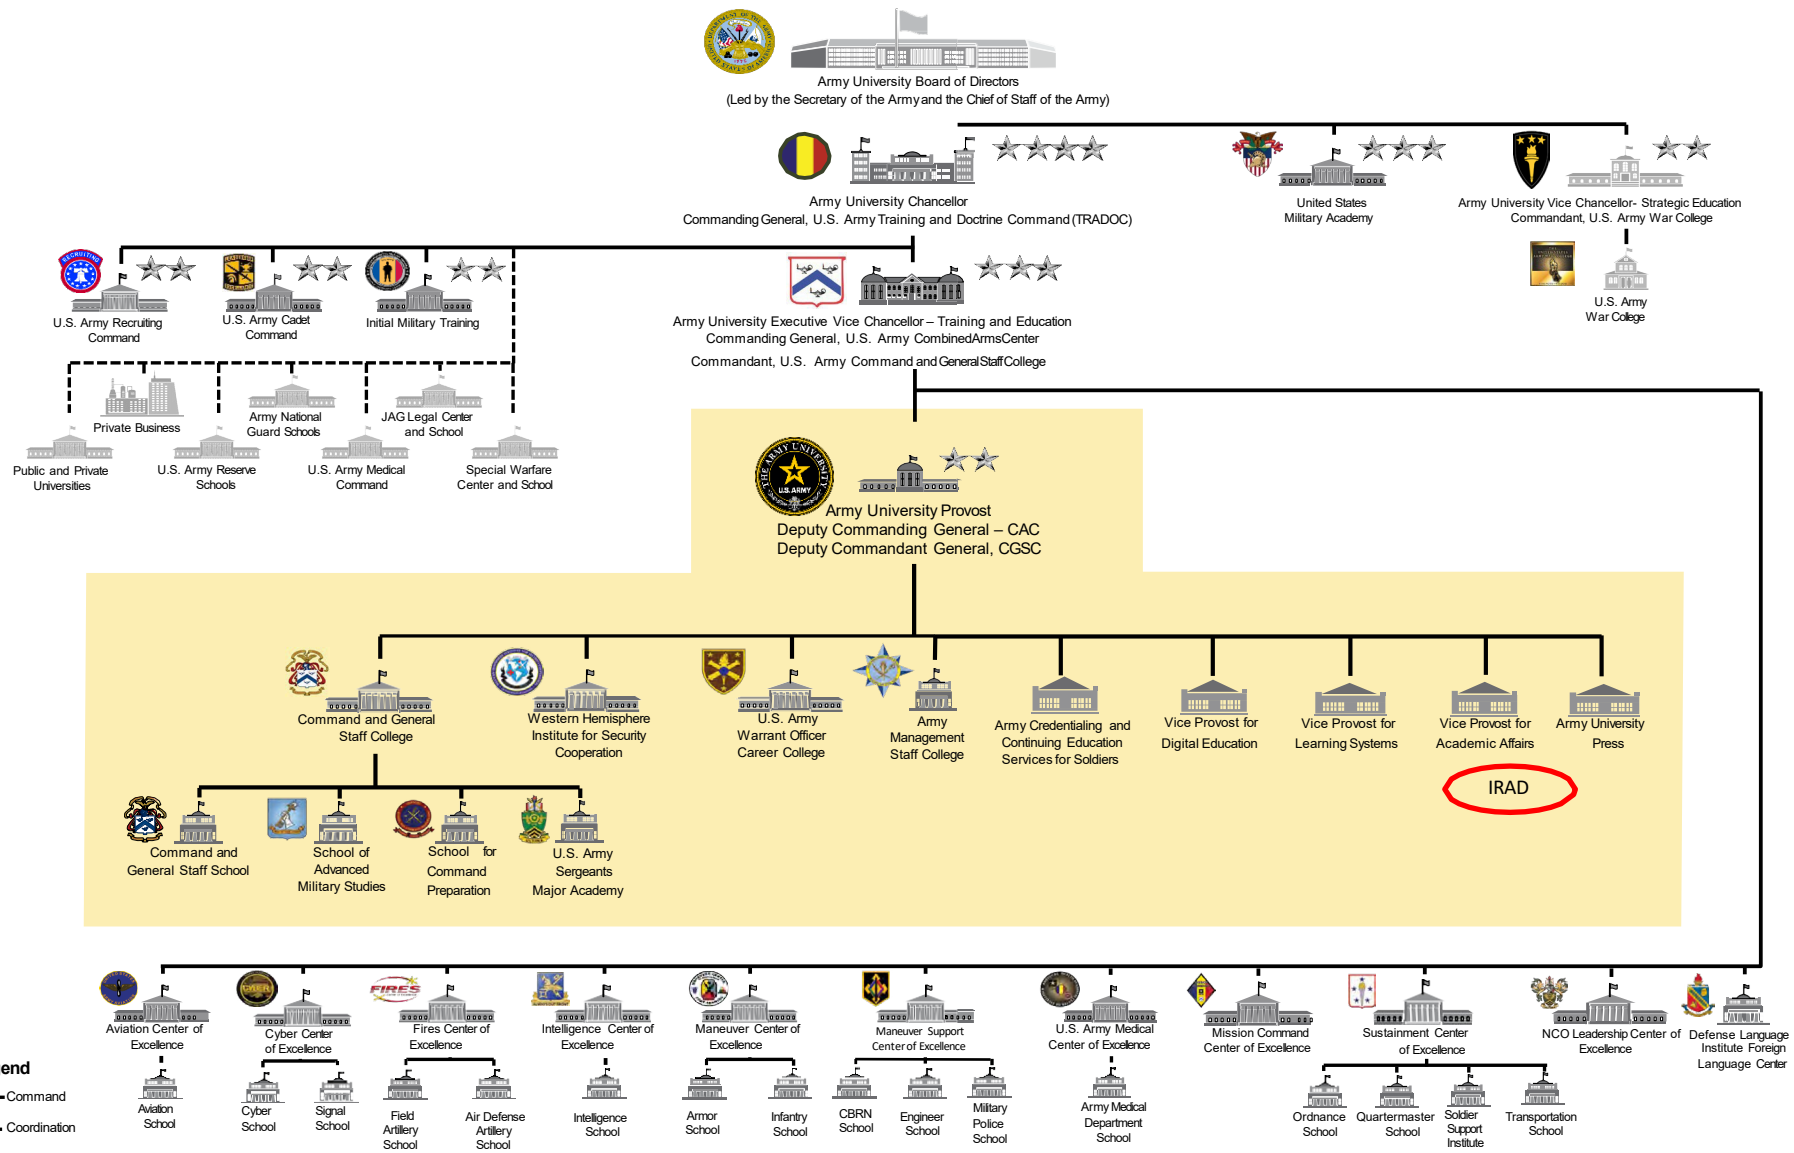 Army University Board of Directors
(Led by the Secretary of the Army and the Chief of Staff of the Army)
Army University Chancellor
Commanding General, U.S. Army Training and Doctrine Command (TRADOC)
United States
Military Academy
Army University Vice Chancellor- Strategic Education
Commandant, U.S. Army War College
U.S. Army
War College
RECRUITING
U.S. Army Recruiting
Command
U.S. Army Cadet
Command
Initial Military Training
Army University Executive Vice Chancellor – Training and Education
Commanding General, U.S. Army CombinedArmsCenter
Commandant, U.S. Army Command and GeneralStaffCollege
Private Business
Army National
Guard Schools
JAG Legal Center
and School
Public and Private
Universities
U.S. Army Reserve
Schools
U.S. Army Medical
Command
Special Warfare
Center and School
THE ARMY UNIVERSITY
U.S. ARMY
Army University Provost
Deputy Commanding General – CAC
Deputy Commandant General, CGSC
Command and General
Staff College
Western Hemisphere
Institute for Security
Cooperation
U.S. Army
Warrant Officer
Career College
Army
Management
Staff College
Army Credentialing and
Continuing Education
Services for Soldiers
Vice Provost for
Digital Education
Vice Provost for
Learning Systems
Vice Provost for
Academic Affairs
Army University
Press
IRAD
Command and
General Staff School
School of
Advanced
Military Studies
School for
Command
Preparation
U.S. Army
Sergeants
Major Academy
Aviation Center of
Excellence
CYBER
Cyber Center
of Excellence
FIRES
Fires Center of
Excellence
Intelligence Center of
Excellence
Maneuver Center of
Excellence
Maneuver Support
Center of Excellence
U.S. Army Medical
Center of Excellence
Mission Command
Center of Excellence
Sustainment Center
of Excellence
NCO Leadership Center of
Excellence
Defense Language
Institute Foreign
Language Center
Aviation
School
Cyber
School
Signal
School
Field
Artillery
School
Air Defense
Artillery
School
Intelligence
School
Armor
School
Infantry
School
CBRN
School
Engineer
School
Military
Police
School
Army Medical
Department
School
Ordnance
School
Quartermaster
School
Soldier
Support
Institute
Transportation
School
end
Command
Coordination